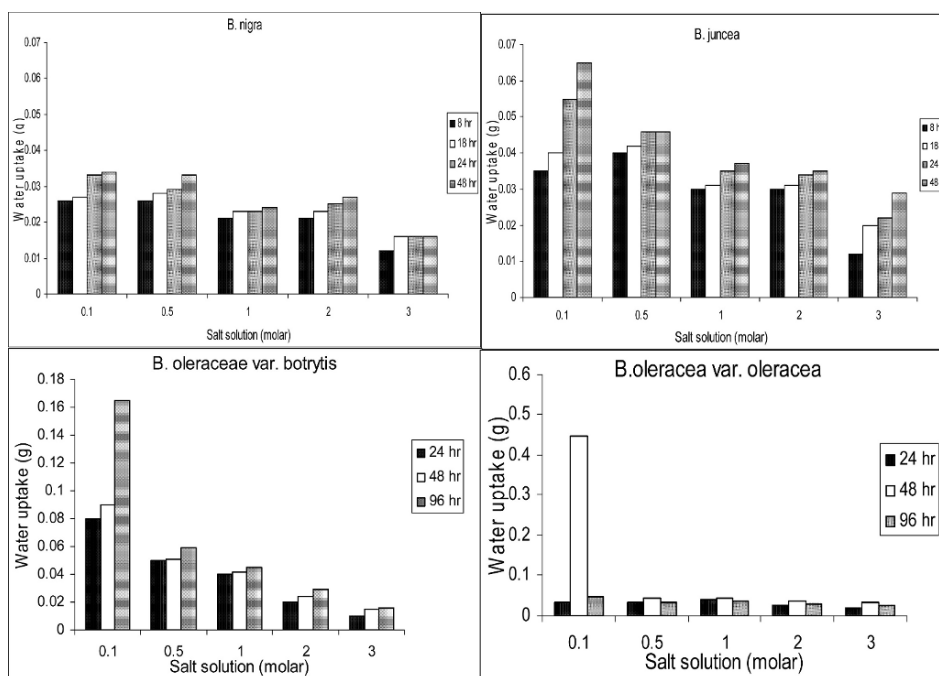 B. nigra
0.07
0.06
0.05
0.04
0.03
0.02
0.01
0
Water uptake (g)
0.1 0.5 1 2 3
Salt solution (molar)
8 hr
18 hr
24 hr
48 hr
B. juncea
0.07
0.06
0.05
0.04
0.03
0.02
0.01
0
Water uptake (g)
0.1 0.5 1 2 3
Salt solution (molar)
8 h
18
24
48
B. oleraceae var. botrytis
0.18
0.16
0.14
0.12
0.1
0.08
0.06
0.04
0.02
0
Water uptake (g)
0.1 0.5 1 2 3
Salt solution (molar)
24 hr
48 hr
96 hr
B.oleracea var. oleracea
0.6
0.5
0.4
0.3
0.2
0.1
0
Water uptake (g)
0.1 0.5 1 2 3
Salt solution (molar)
24 hr
48 hr
96 hr